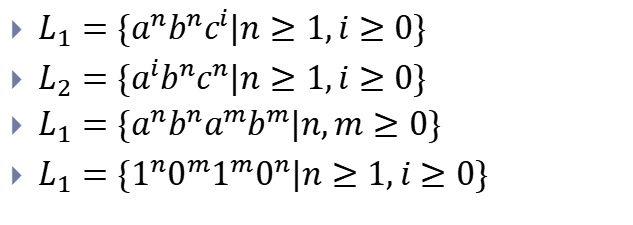 L₁ = {aⁿbⁿcⁱ|n ≥ 1, i ≥ 0}
L₂ = {aⁱbⁿcⁿ|n ≥ 1, i ≥ 0}
L₁ = {aⁿbⁿaᵐbᵐ|n, m ≥ 0}
L₁ = {1ⁿ0ᵐ1ᵐ0ⁿ|n ≥ 1, i ≥ 0}